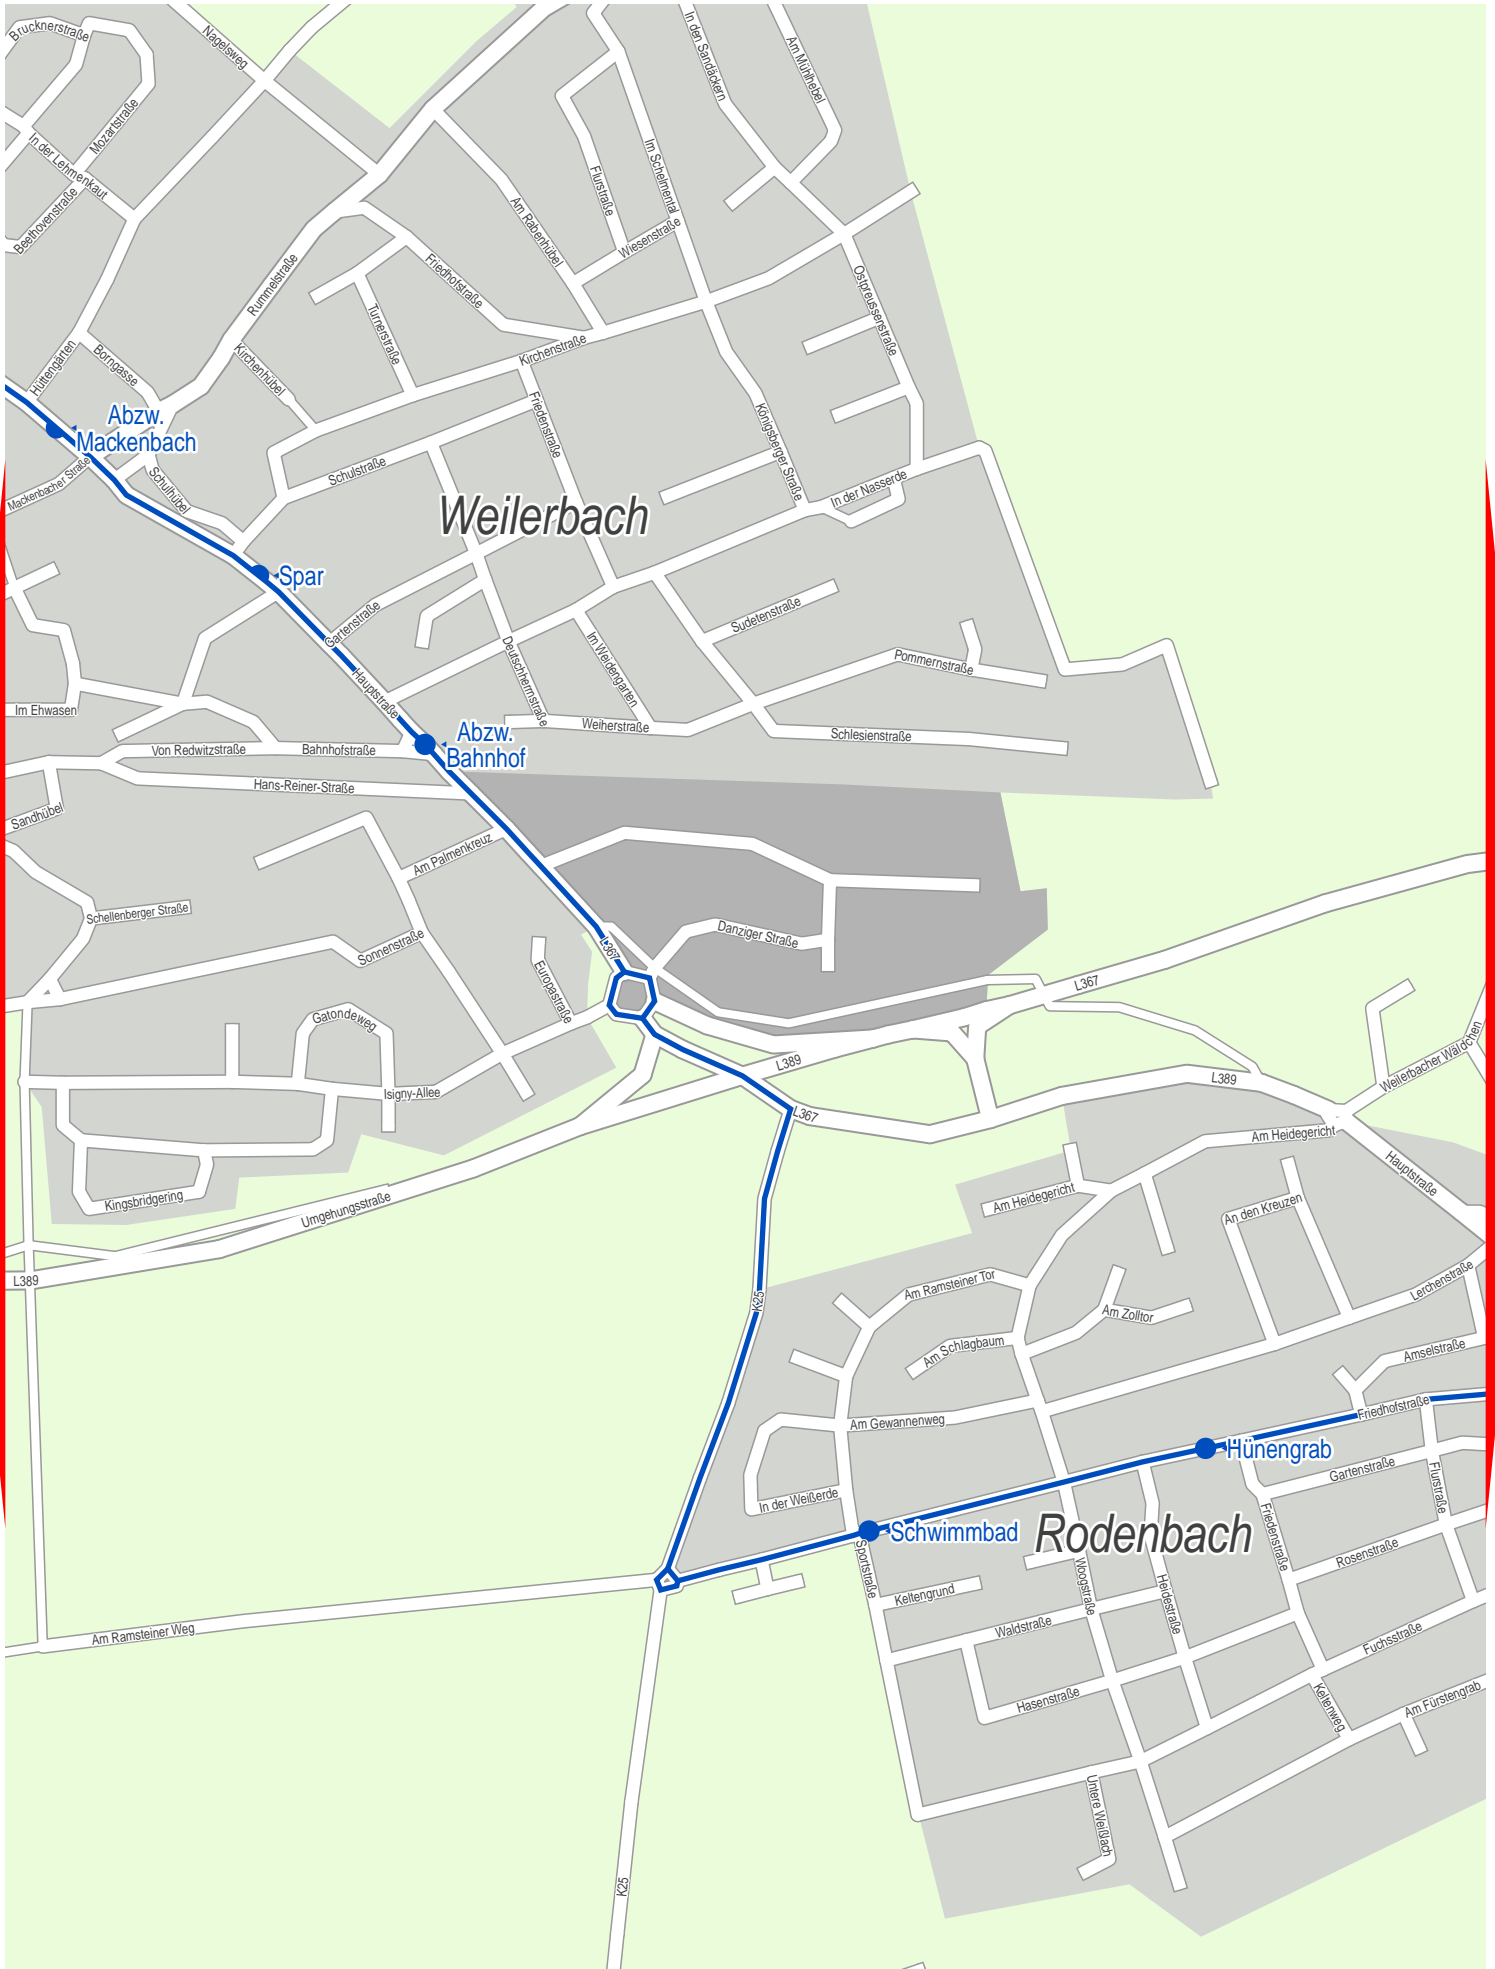 Brucknerstraße
Nagelsweg
In den Sandäckern
Am Mühlhebel
Mozartstraße
In der Lehmenkaut
Beethovenstraße
Im Schelmental
Flurstraße
Am Rabenhübel
Wiesenstraße
Rummelstraße
Friedhofstraße
Ostpreussenstraße
Turnerstraße
Kirchenstraße
Hüttengärten
Borngasse
Kirchenhübel
Friedenstraße
Königsberger Straße
Abzw.
Mackenbach
Mackenbacher Straße
Schulhübel
Schulstraße
In der Nasserde
Weilerbach
Spar
Gartenstraße
Sudetenstraße
Deutschherrnstraße
Im Weidengarten
Pommernstraße
Hauptstraße
Im Ehwasen
Weiherstraße
Schlesienstraße
Abzw.
Bahnhof
Von Redwitzstraße
Bahnhofstraße
Hans-Reiner-Straße
Sandhübel
Am Palmenkreuz
Schellenberger Straße
Sonnenstraße
Danziger Straße
L367
Europastraße
L367
Gatondeweg
Weilerbacher Wäldchen
L389
L389
Isigny-Allee
L367
Am Heidegericht
Hauptstraße
Kingsbridgering
Umgehungsstraße
Am Heidegericht
An den Kreuzen
L389
K25
Am Ramsteiner Tor
Lerchenstraße
Am Zolltor
Am Schlagbaum
Amselstraße
Am Gewannenweg
Friedhofstraße
Hünengrab
Gartenstraße
Flurstraße
In der Weißerde
Friedenstraße
Schwimmbad
Rodenbach
Rosenstraße
Sportstraße
Keltengrund
Woogstraße
Heidestraße
Waldstraße
Am Ramsteiner Weg
Fuchsstraße
Hasenstraße
Keltenweg
Am Fürstengrab
Untere Weißlach
K25